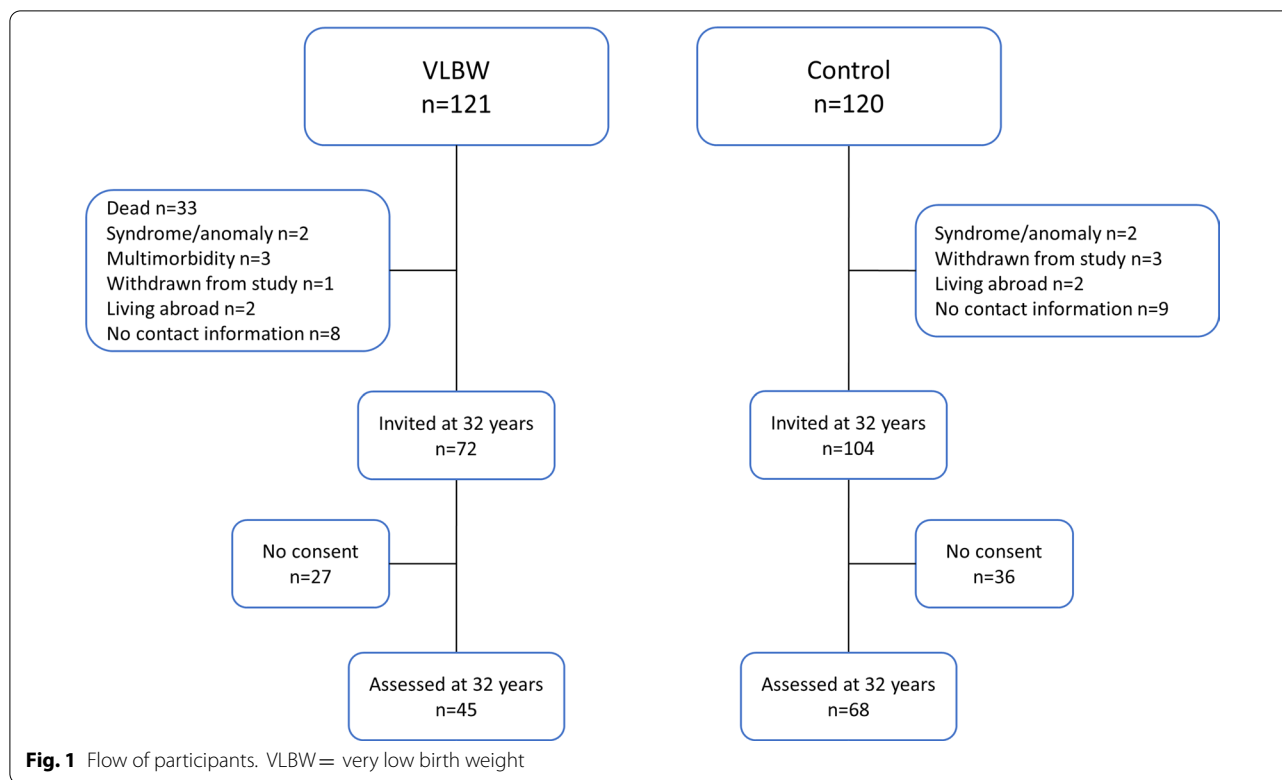 VLBW
n=121
Control
n=120
Dead n=33
Syndrome/anomaly n=2
Multimorbidity n=3
Withdrawn from study n=1
Living abroad n=2
No contact information n=8
Syndrome/anomaly n=2
Withdrawn from study n=3
Living abroad n=2
No contact information n=9
Invited at 32 years
n=72
Invited at 32 years
n=104
No consent
n=27
No consent
n=36
Assessed at 32 years
n=45
Assessed at 32 years
n=68
Fig. 1 Flow of participants. VLBW = very low birth weight